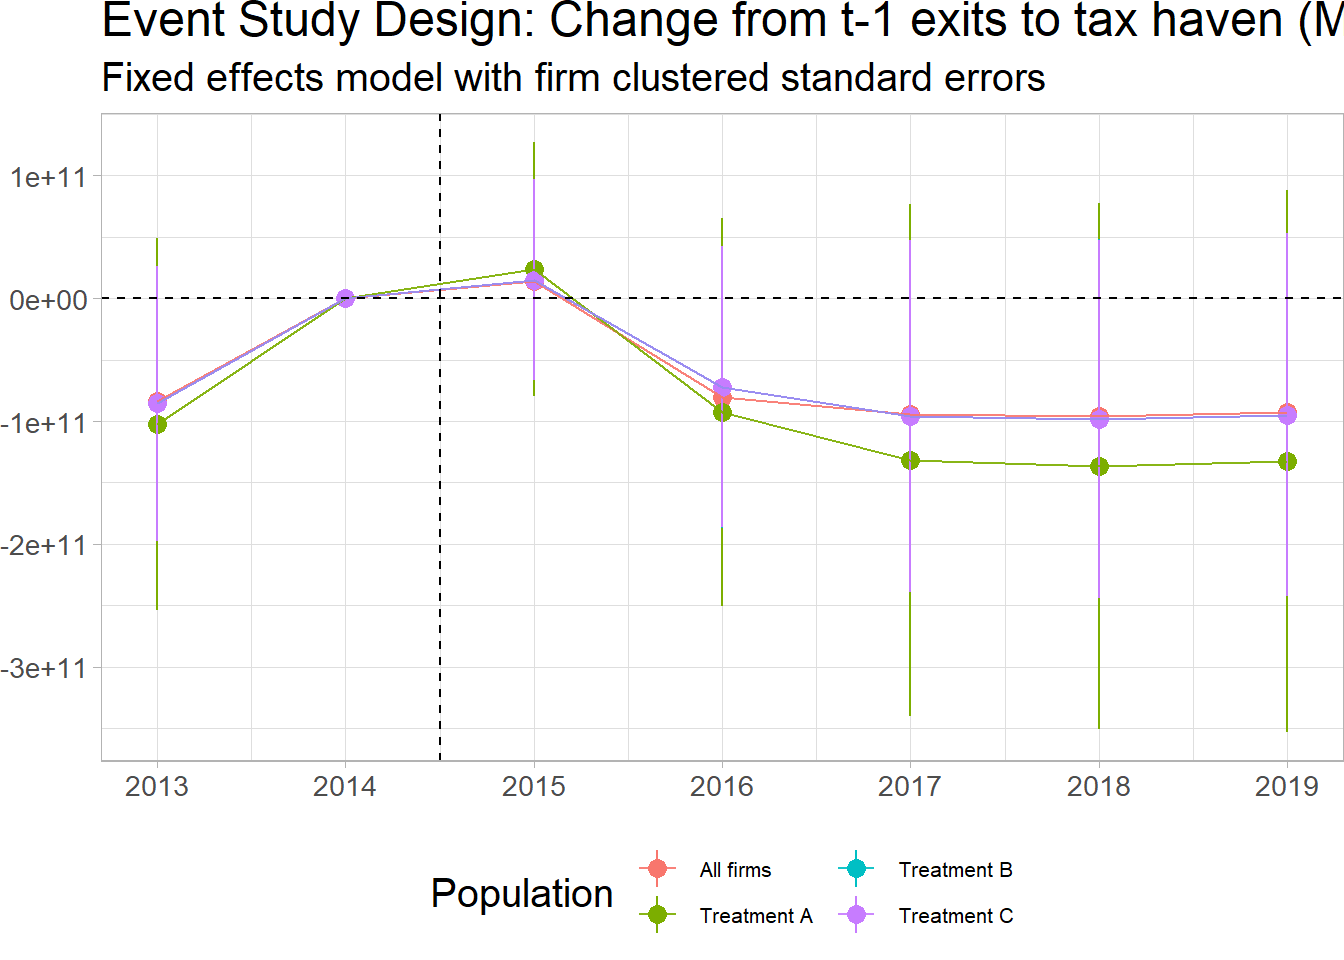 Event Study Design: Change from t-1 exits to tax haven (M
Fixed effects model with firm clustered standard errors
1e+11
0e+00
-1e+11
-2e+11
-3e+11
2013 2014 2015 2016 2017 2018 2019
Population
All firms
Treatment B
Treatment A
Treatment C